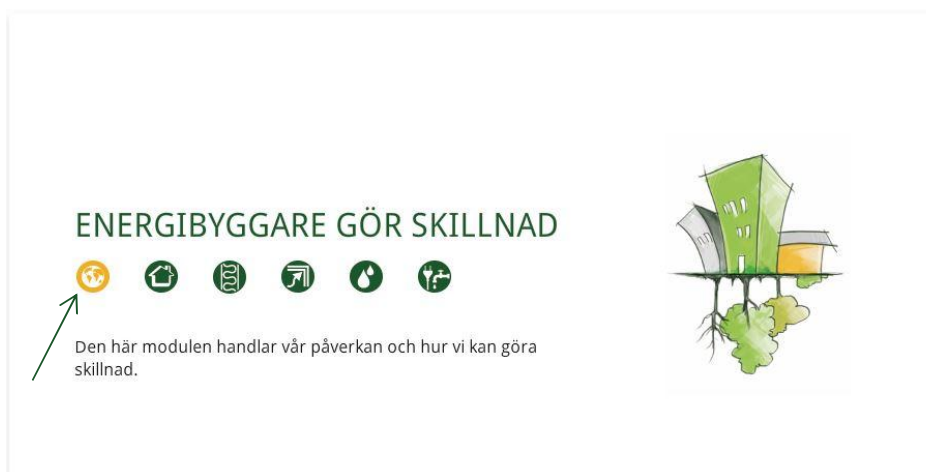 ENERGIBYGGARE GÖR SKILLNAD
Den här modulen handlar vår påverkan och hur vi kan göra
skillnad.